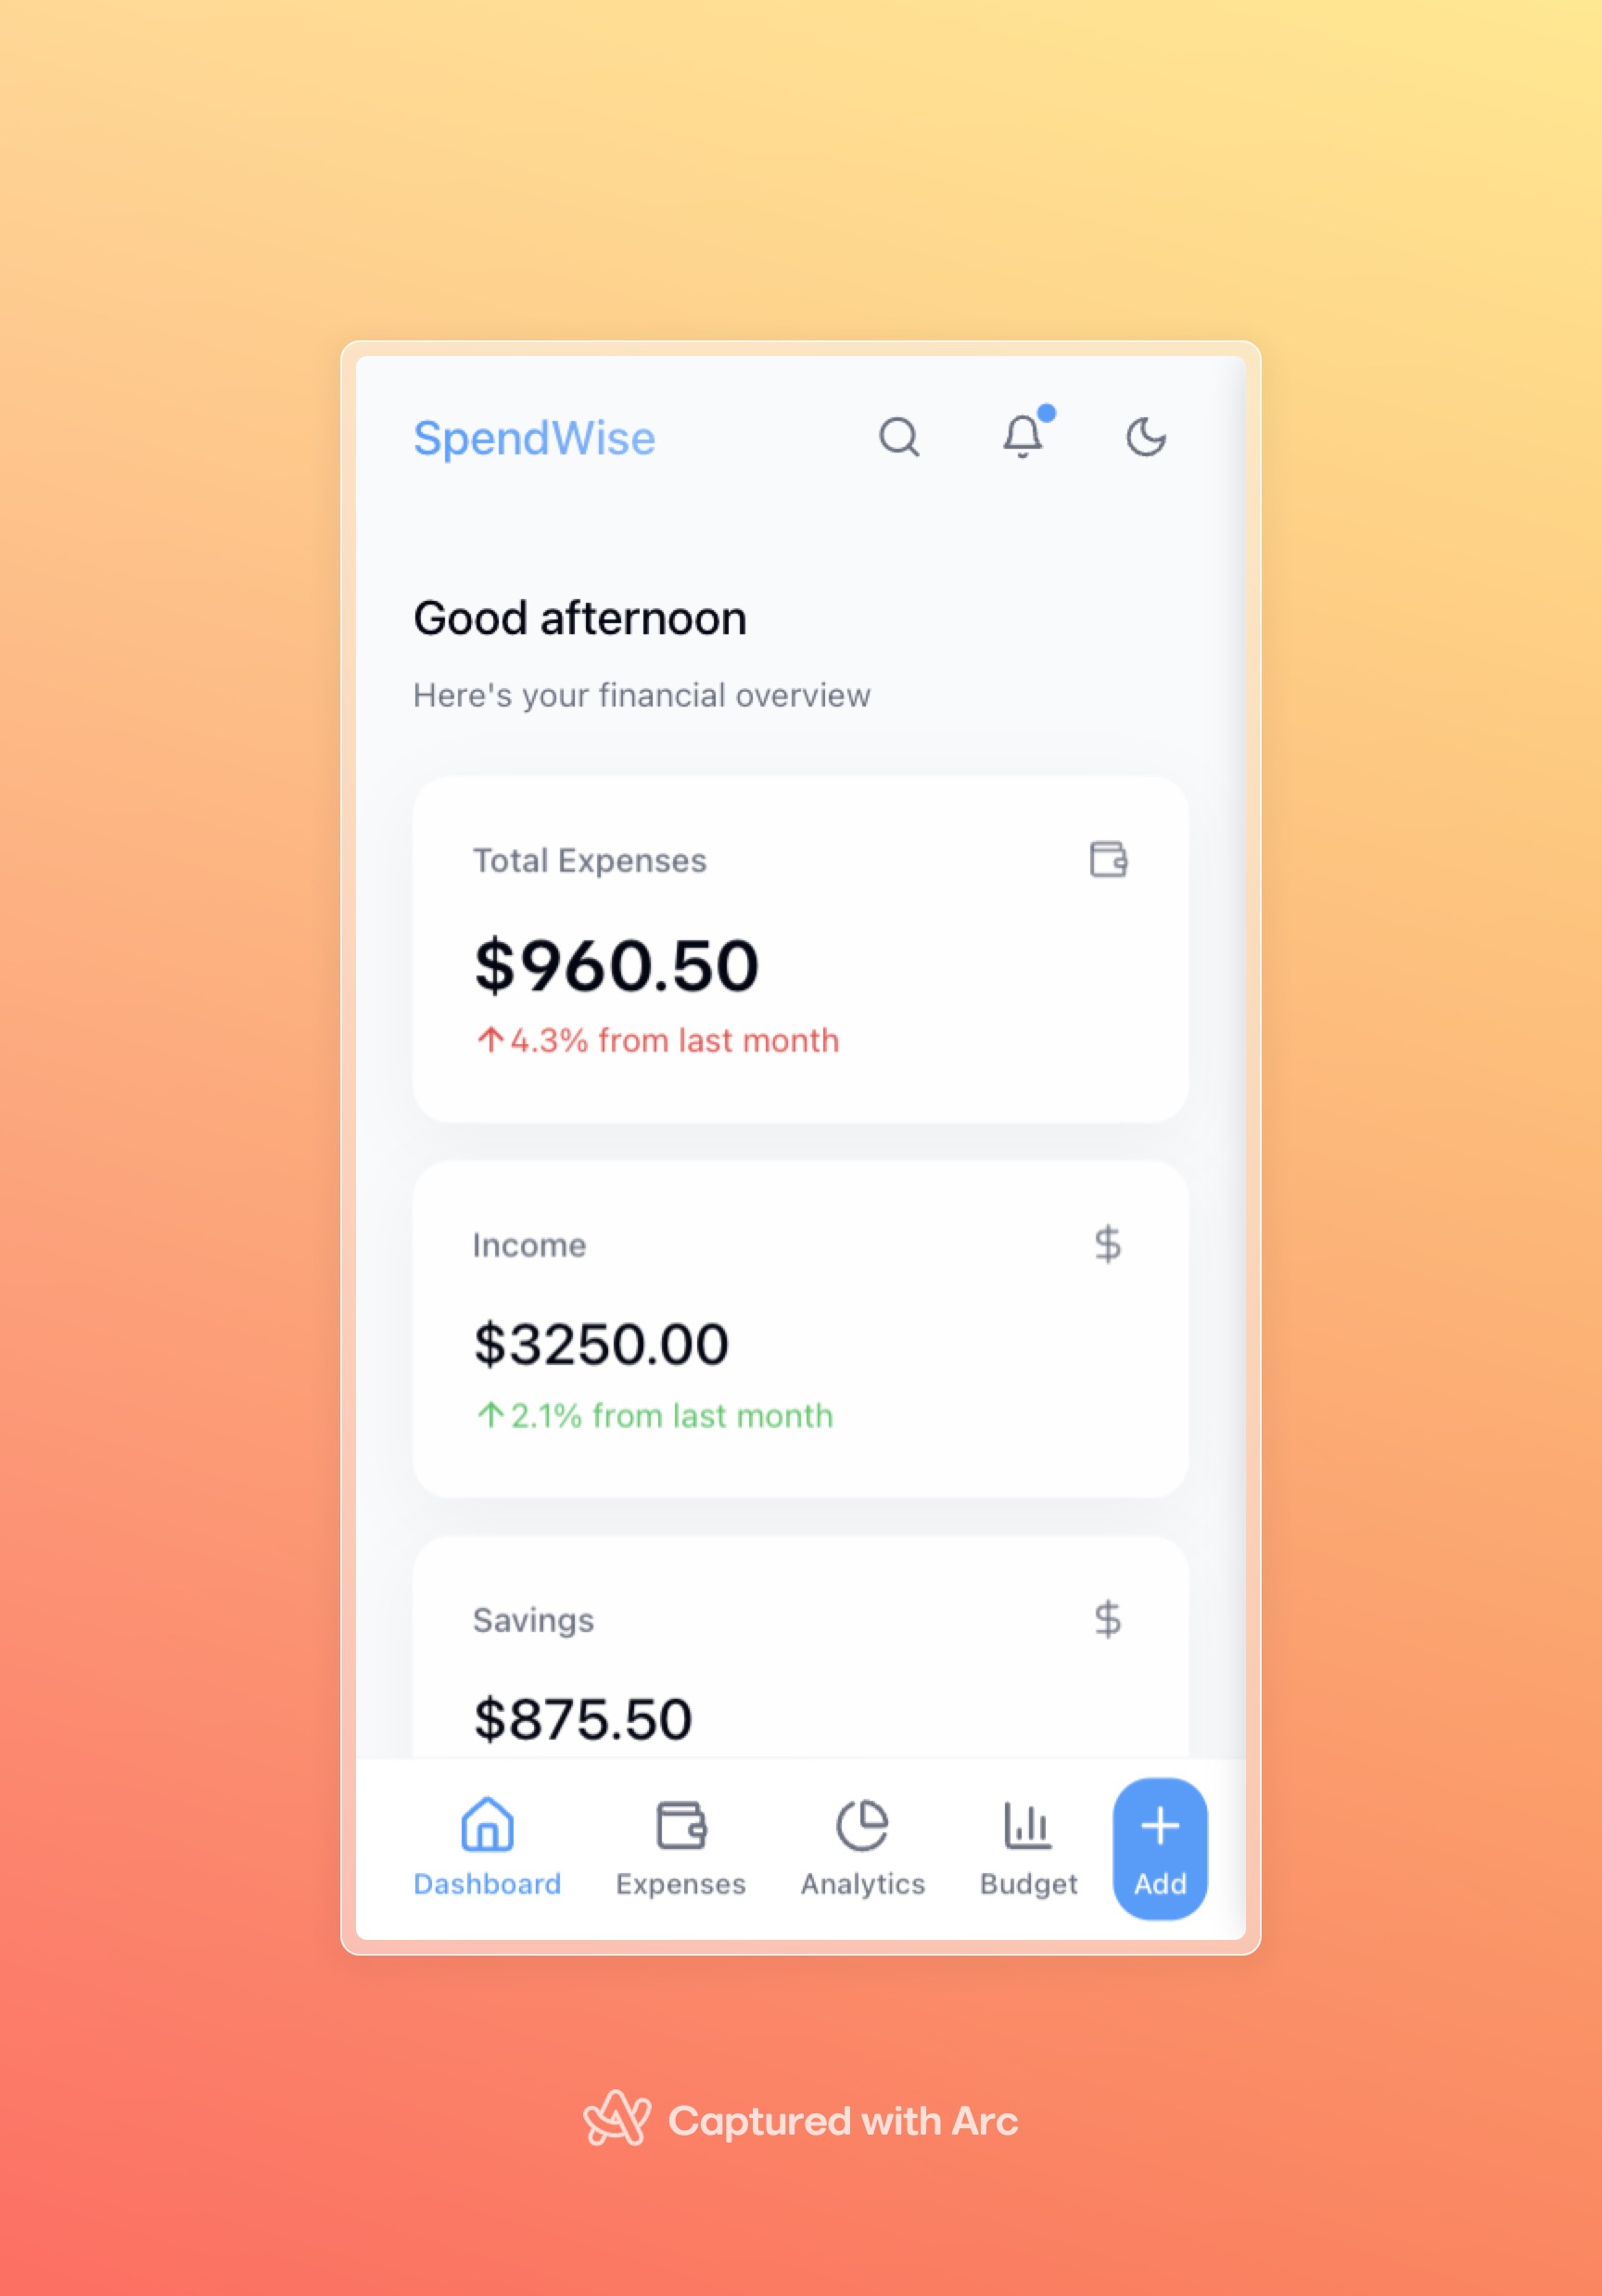 SpendWise
Good afternoon
Here's your financial overview
Total Expenses
$960.50
↑4.3% from last month
Income
$
$3250.00
↑2.1% from last month
Savings
$
$875.50
Dashboard
Expenses
Analytics
Budget
Add
Captured with Arc